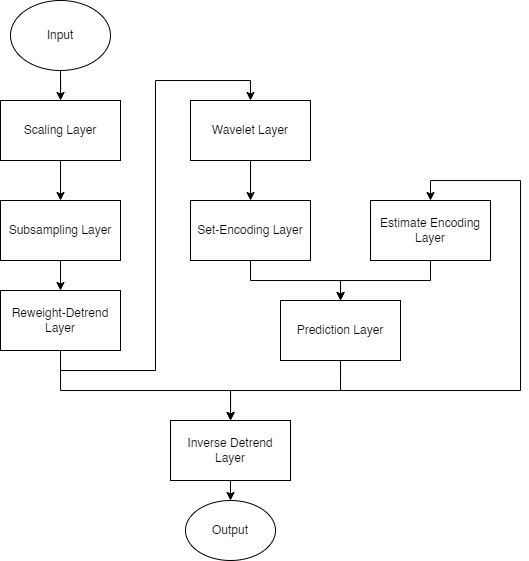 Input
Scaling Layer
Wavelet Layer
Subsampling Layer
Set-Encoding Layer
Estimate Encoding
Layer
Reweight-Detrend
Layer
Prediction Layer
Inverse Detrend
Layer
Output